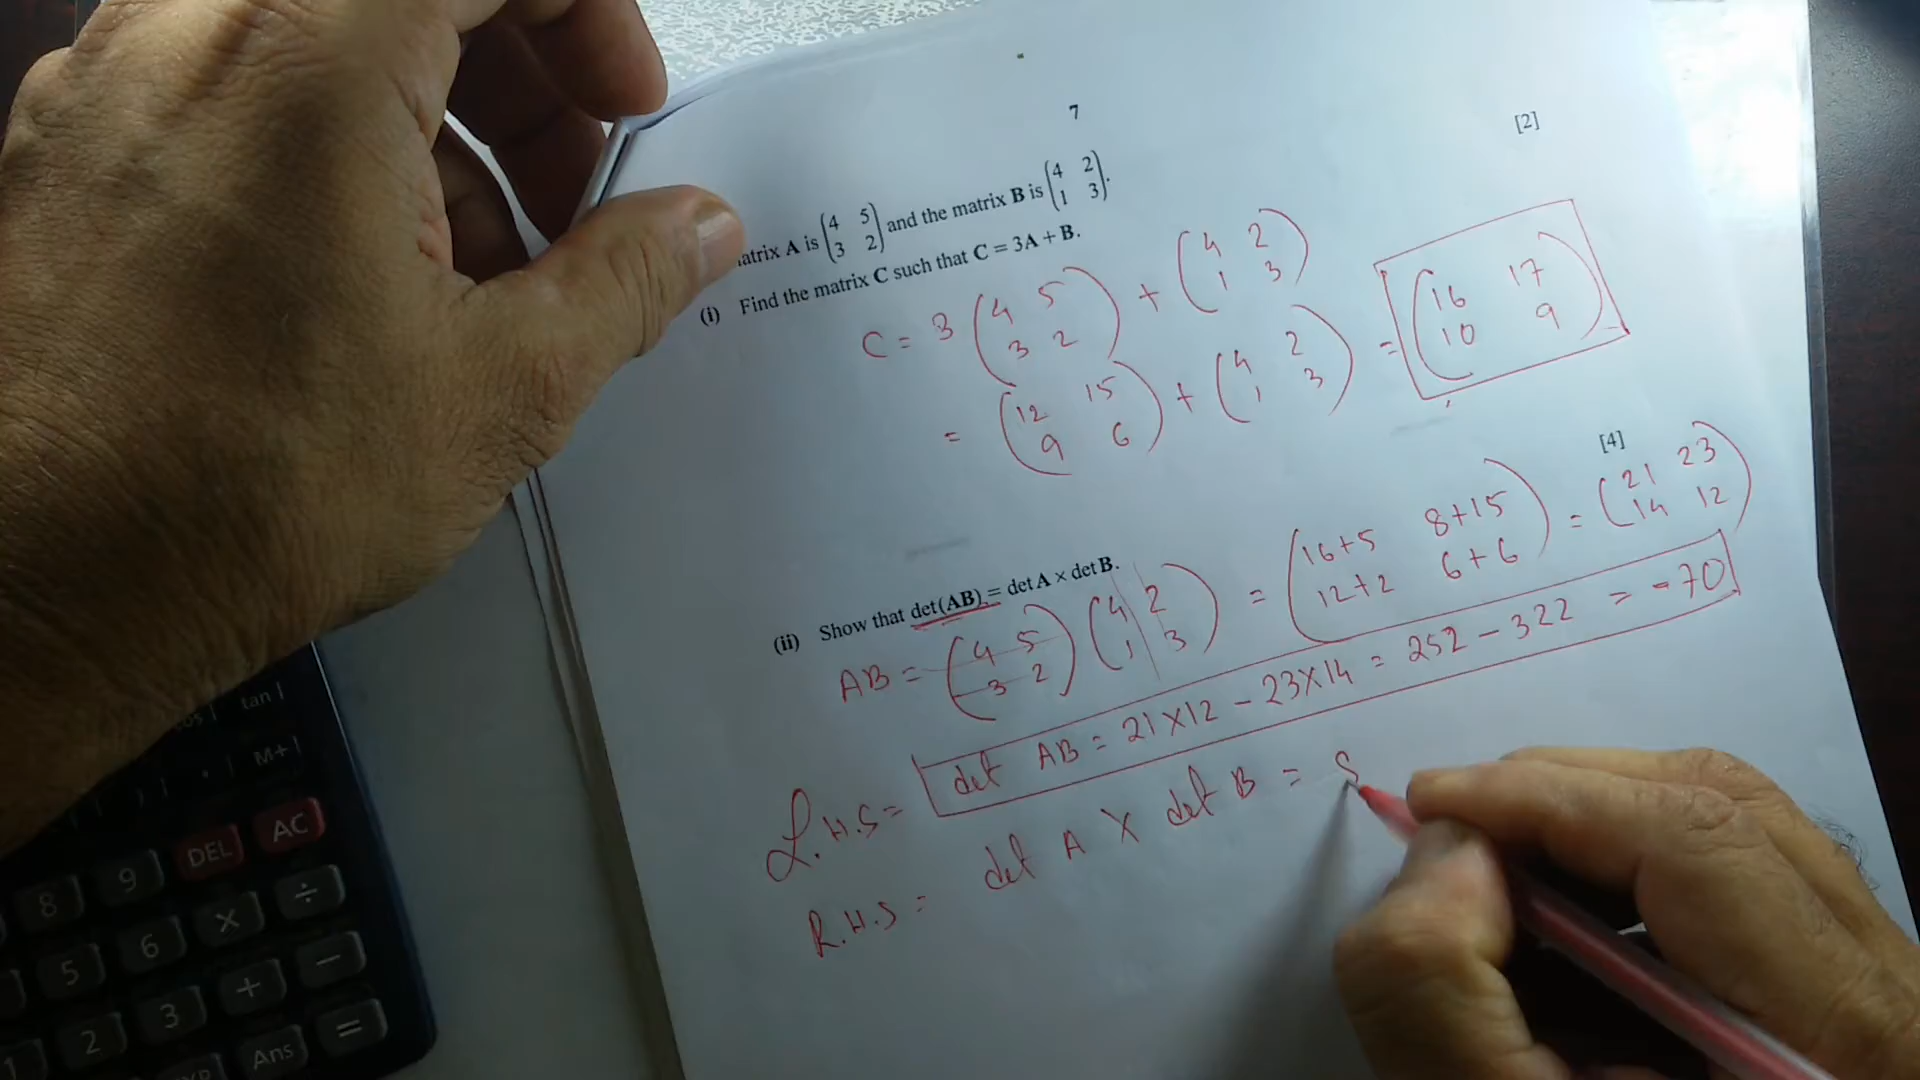 7
[2]
atrix A is (4 5 3 2) and the matrix B is (4 2 1 3).
(i) Find the matrix C such that C = 3A + B.
C = 3 (4 5 3 2) + (4 2 1 3)
= (12 15 9 6) + (4 2 1 3) = (16 17 10 9)
[4]
(ii) Show that det(AB) = det A × det B.
AB = (4 5 3 2) (4 2 1 3) = (16+5 8+15 12+2 6+6) = (21 23 14 12)
L.H.S = det AB = 21×12 - 23×14 = 252 - 322 = -70
R.H.S = det A × det B =
tan
M+
)
DEL
AC
8
9
5
6
×
÷
2
3
+
−
1
Ans
=